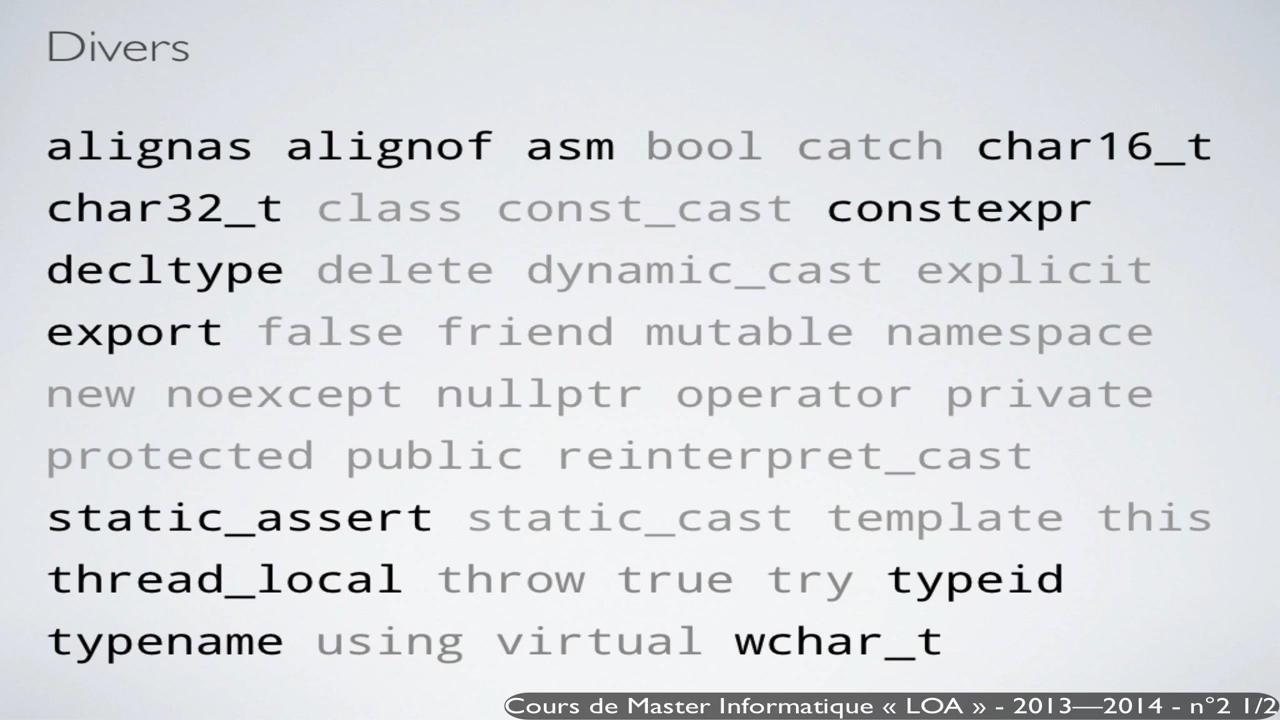 Divers
alignas alignof asm bool catch char16_t
char32_t class const_cast constexpr
decltype delete dynamic_cast explicit
export false friend mutable namespace
new noexcept nullptr operator private
protected public reinterpret_cast
static_assert static_cast template this
thread_local throw true try typeid
typename using virtual wchar_t
Cours de Master Informatique « LOA » - 2013—2014 - n°2 1/2